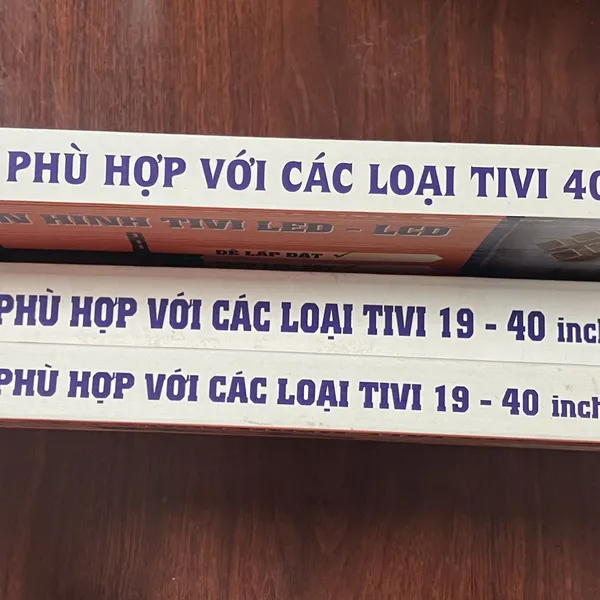 PHÙ HỢP VỚI CÁC LOẠI TIVI 40
N HÌNH TIVI LED - LCD
DỄ LẮP ĐẶT
PHÙ HỢP VỚI CÁC LOẠI TIVI 19 - 40 inch
PHÙ HỢP VỚI CÁC LOẠI TIVI 19 - 40 inch